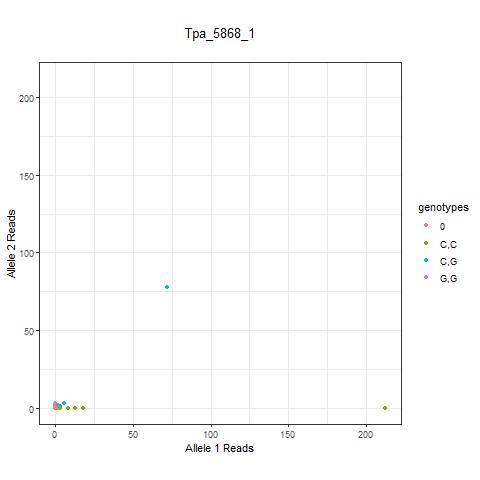 Tpa_5868_1
200
150
100
50
0
Allele 2 Reads
0 50 100 150 200
Allele 1 Reads
genotypes
0
C,C
C,G
G,G